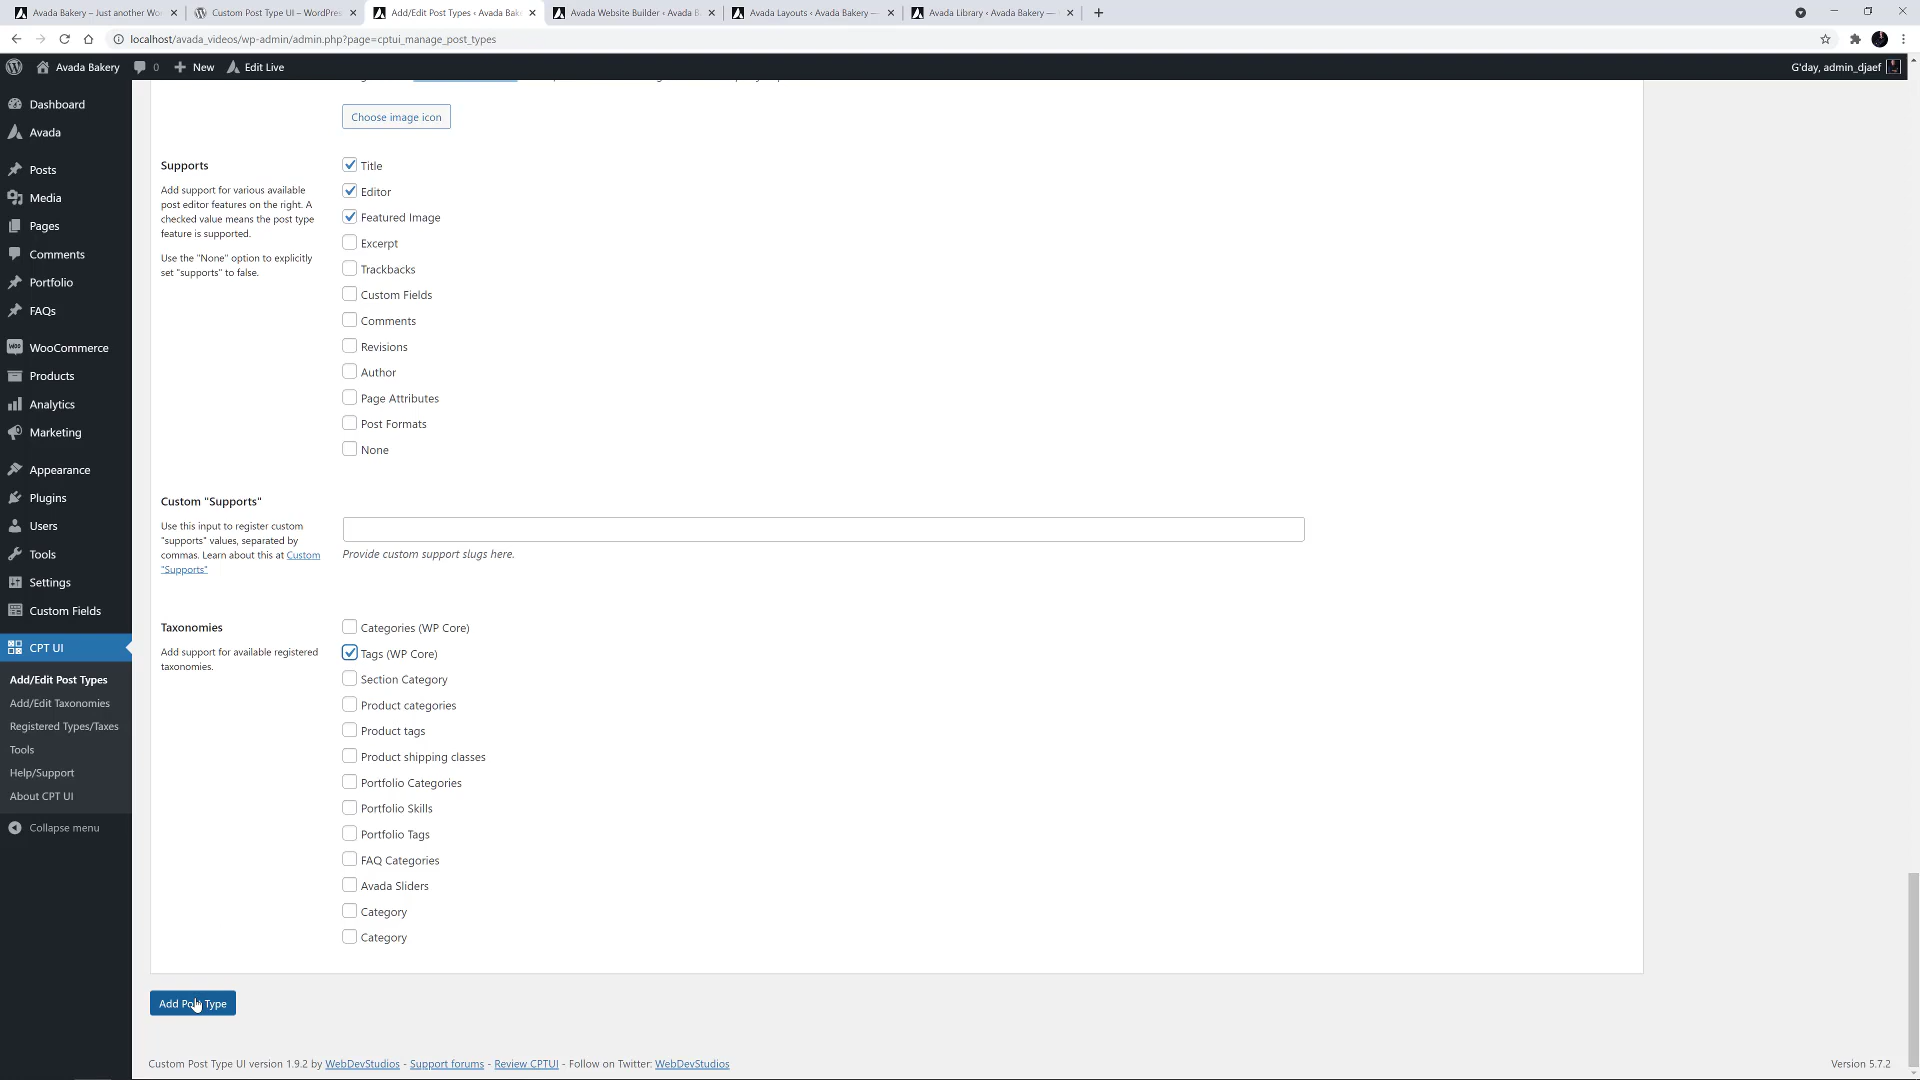 Avada Bakery – Just another Wo
Custom Post Type UI – WordPres
Add/Edit Post Types ‹ Avada Bak
Avada Website Builder ‹ Avada B
Avada Layouts ‹ Avada Bakery —
Avada Library ‹ Avada Bakery —
localhost/avada_videos/wp-admin/admin.php?page=cptui_manage_post_types
Avada Bakery
0
New
Edit Live
G'day, admin_djaef
Dashboard
Avada
Posts
Media
Pages
Comments
Portfolio
FAQs
WooCommerce
Products
Analytics
Marketing
Appearance
Plugins
Users
Tools
Settings
Custom Fields
CPT UI
Add/Edit Post Types
Add/Edit Taxonomies
Registered Types/Taxes
Tools
Help/Support
About CPT UI
Collapse menu
Choose image icon
Supports
Add support for various available
post editor features on the right. A
checked value means the post type
feature is supported.
Use the "None" option to explicitly
set "supports" to false.
Title
Editor
Featured Image
Excerpt
Trackbacks
Custom Fields
Comments
Revisions
Author
Page Attributes
Post Formats
None
Custom "Supports"
Use this input to register custom
"supports" values, separated by
commas. Learn about this at Custom
"Supports"
Provide custom support slugs here.
Taxonomies
Add support for available registered
taxonomies.
Categories (WP Core)
Tags (WP Core)
Section Category
Product categories
Product tags
Product shipping classes
Portfolio Categories
Portfolio Skills
Portfolio Tags
FAQ Categories
Avada Sliders
Category
Category
Add Post Type
Custom Post Type UI version 1.9.2 by WebDevStudios - Support forums - Review CPTUI - Follow on Twitter: WebDevStudios
Version 5.7.2